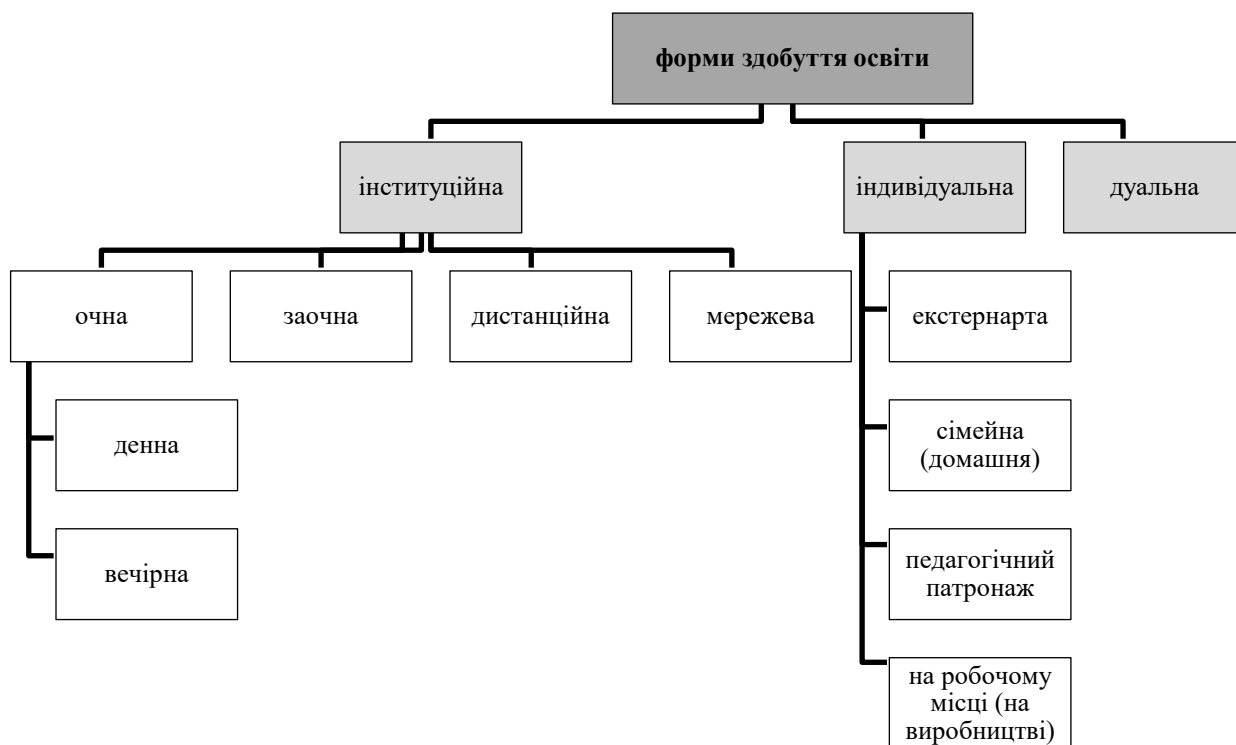 форми здобуття освіти
інституційна
індивідуальна
дуальна
очна
заочна
дистанційна
мережева
екстернарта
денна
сімейна
(домашня)
вечірна
педагогічний
патронаж
на робочому
місці (на
виробництві)